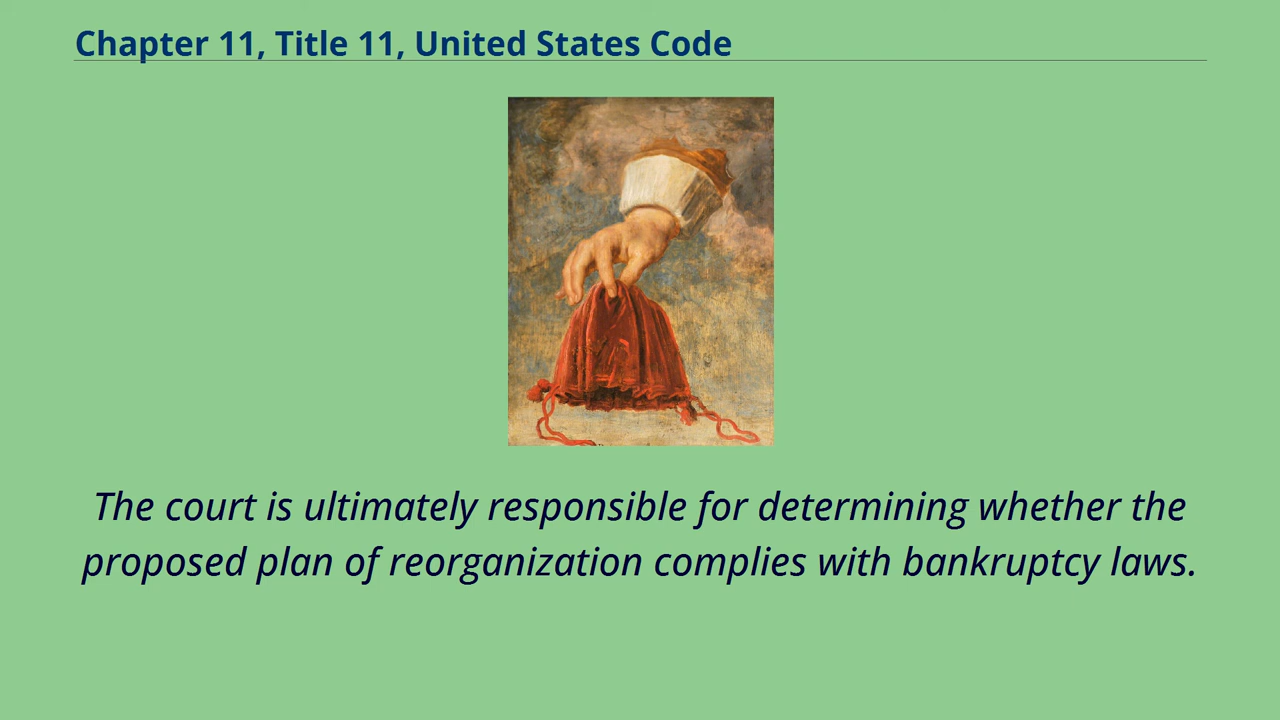 Chapter 11, Title 11, United States Code
The court is ultimately responsible for determining whether the
proposed plan of reorganization complies with bankruptcy laws.